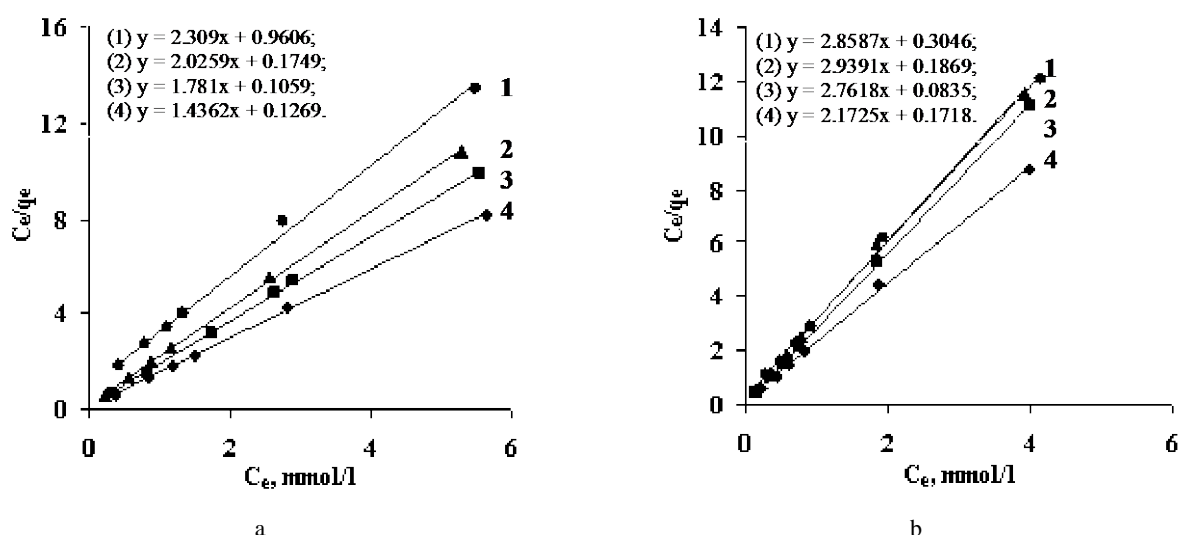 16
12
8
4
0
0 2 4 6
Ce/qe
(1) y = 2.309x + 0.9606;
(2) y = 2.0259x + 0.1749;
(3) y = 1.781x + 0.1059;
(4) y = 1.4362x + 0.1269.
1
2
3
4
Ce, mmol/l
a
14
12
10
8
6
4
2
0
0 2 4 6
Ce/qe
(1) y = 2.8587x + 0.3046;
(2) y = 2.9391x + 0.1869;
(3) y = 2.7618x + 0.0835;
(4) y = 2.1725x + 0.1718.
1
2
3
4
Ce, mmol/l
b